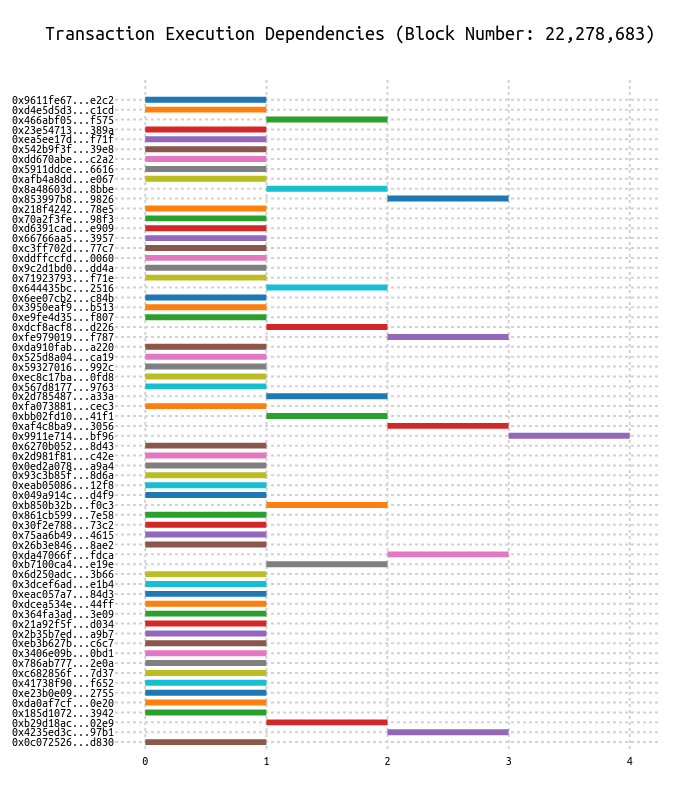 Transaction Execution Dependencies (Block Number: 22,278,683)
0x9611fe67...e2c2
0xd4e5d5d3...c1cd
0x466abf05...f575
0x23e54713...389a
0xea5ee17d...f71f
0x542b9f3f...39e8
0xdd670abe...c2a2
0x5911ddce...6616
0xafb4a8dd...e067
0x8a48603d...8bbe
0x853997b8...9826
0x218f4242...78e5
0x70a2f3fe...98f3
0xd6391cad...e909
0x66766aa5...3957
0xc3ff702d...77c7
0xddffccfd...0060
0x9c2d1bd0...dd4a
0x71923793...f71e
0x644435bc...2516
0x6ee07cb2...c84b
0x3950eaf9...b513
0xe9fe4d35...f807
0xdcf8acf8...d226
0xfe979019...f787
0xda910fab...a220
0x525d8a04...ca19
0x59327016...992c
0xec8c17ba...0fd8
0x567d8177...9763
0x2d785487...a33a
0xfa073881...cec3
0xbb02fd10...41f1
0xaf4c8ba9...3056
0x9911e714...bf96
0x6270b052...8d43
0x2d981f81...c42e
0x0ed2a078...a9a4
0x93c3b85f...8d6a
0xeab05086...12f8
0x049a914c...d4f9
0xb850b32b...f0c3
0x861cb599...7e58
0x30f2e788...73c2
0x75aa6b49...4615
0x26b3e846...8ae2
0xda47066f...fdca
0xb7100ca4...e19e
0x6d250adc...3b66
0x3dcef6ad...e1b4
0xeac057a7...84d3
0xdcea534e...44ff
0x364fa3ad...3e09
0x21a92f5f...d034
0x2b35b7ed...a9b7
0xeb3b627b...c6c7
0x3406e09b...0bd1
0x786ab777...2e0a
0xc682856f...7d37
0x41738f90...f652
0xe23b0e09...2755
0xda0af7cf...0e20
0x185d1072...3942
0xb29d18ac...02e9
0x4235ed3c...97b1
0x0c072526...d830
0 1 2 3 4